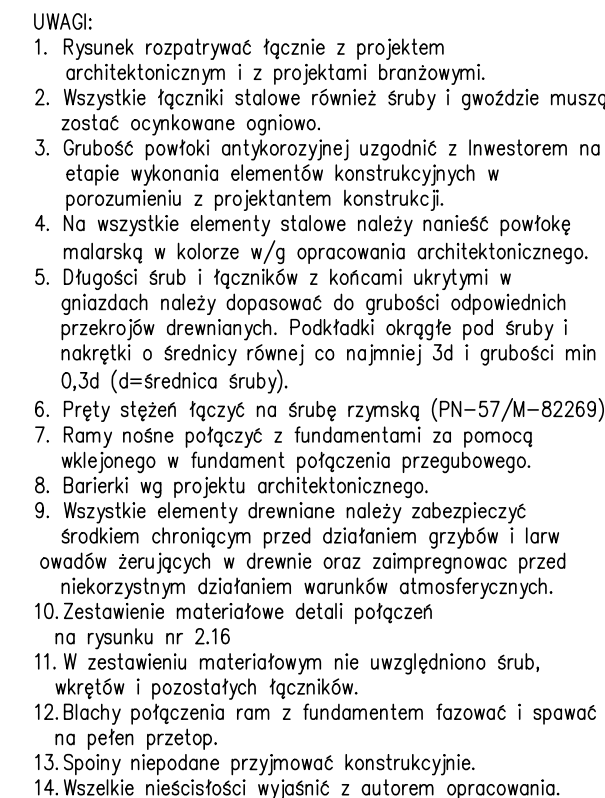 UWAGI:
1. Rysunek rozpatrywać łącznie z projektem
architektonicznym i z projektami branżowymi.
2. Wszystkie łączniki stalowe również śruby i gwoździe muszą
zostać ocynkowane ogniowo.
3. Grubość powłoki antykorozyjnej uzgodnić z Inwestorem na
etapie wykonania elementów konstrukcyjnych w
porozumieniu z projektantem konstrukcji.
4. Na wszystkie elementy stalowe należy nanieść powłokę
malarską w kolorze w/g opracowania architektonicznego.
5. Długości śrub i łączników z końcami ukrytymi w
gniazdach należy dopasować do grubości odpowiednich
przekrojów drewnianych. Podkładki okrągłe pod śruby i
nakrętki o średnicy równej co najmniej 3d i grubości min
0,3d (d=średnica śruby).
6. Pręty stężeń łączyć na śrubę rzymską (PN-57/M-82269)
7. Ramy nośne połączyć z fundamentami za pomocą
wklejonego w fundament połączenia przegubowego.
8. Barierki wg projektu architektonicznego.
9. Wszystkie elementy drewniane należy zabezpieczyć
środkiem chroniącym przed działaniem grzybów i larw
owadów żerujących w drewnie oraz zaimpregnowac przed
niekorzystnym działaniem warunków atmosferycznych.
10. Zestawienie materiałowe detali połączeń
na rysunku nr 2.16
11. W zestawieniu materiałowym nie uwzględniono śrub,
wkrętów i pozostałych łączników.
12. Blachy połączenia ram z fundamentem fazować i spawać
na pełen przetop.
13. Spoiny niepodane przyjmować konstrukcyjnie.
14. Wszelkie nieścisłości wyjaśnić z autorem opracowania.